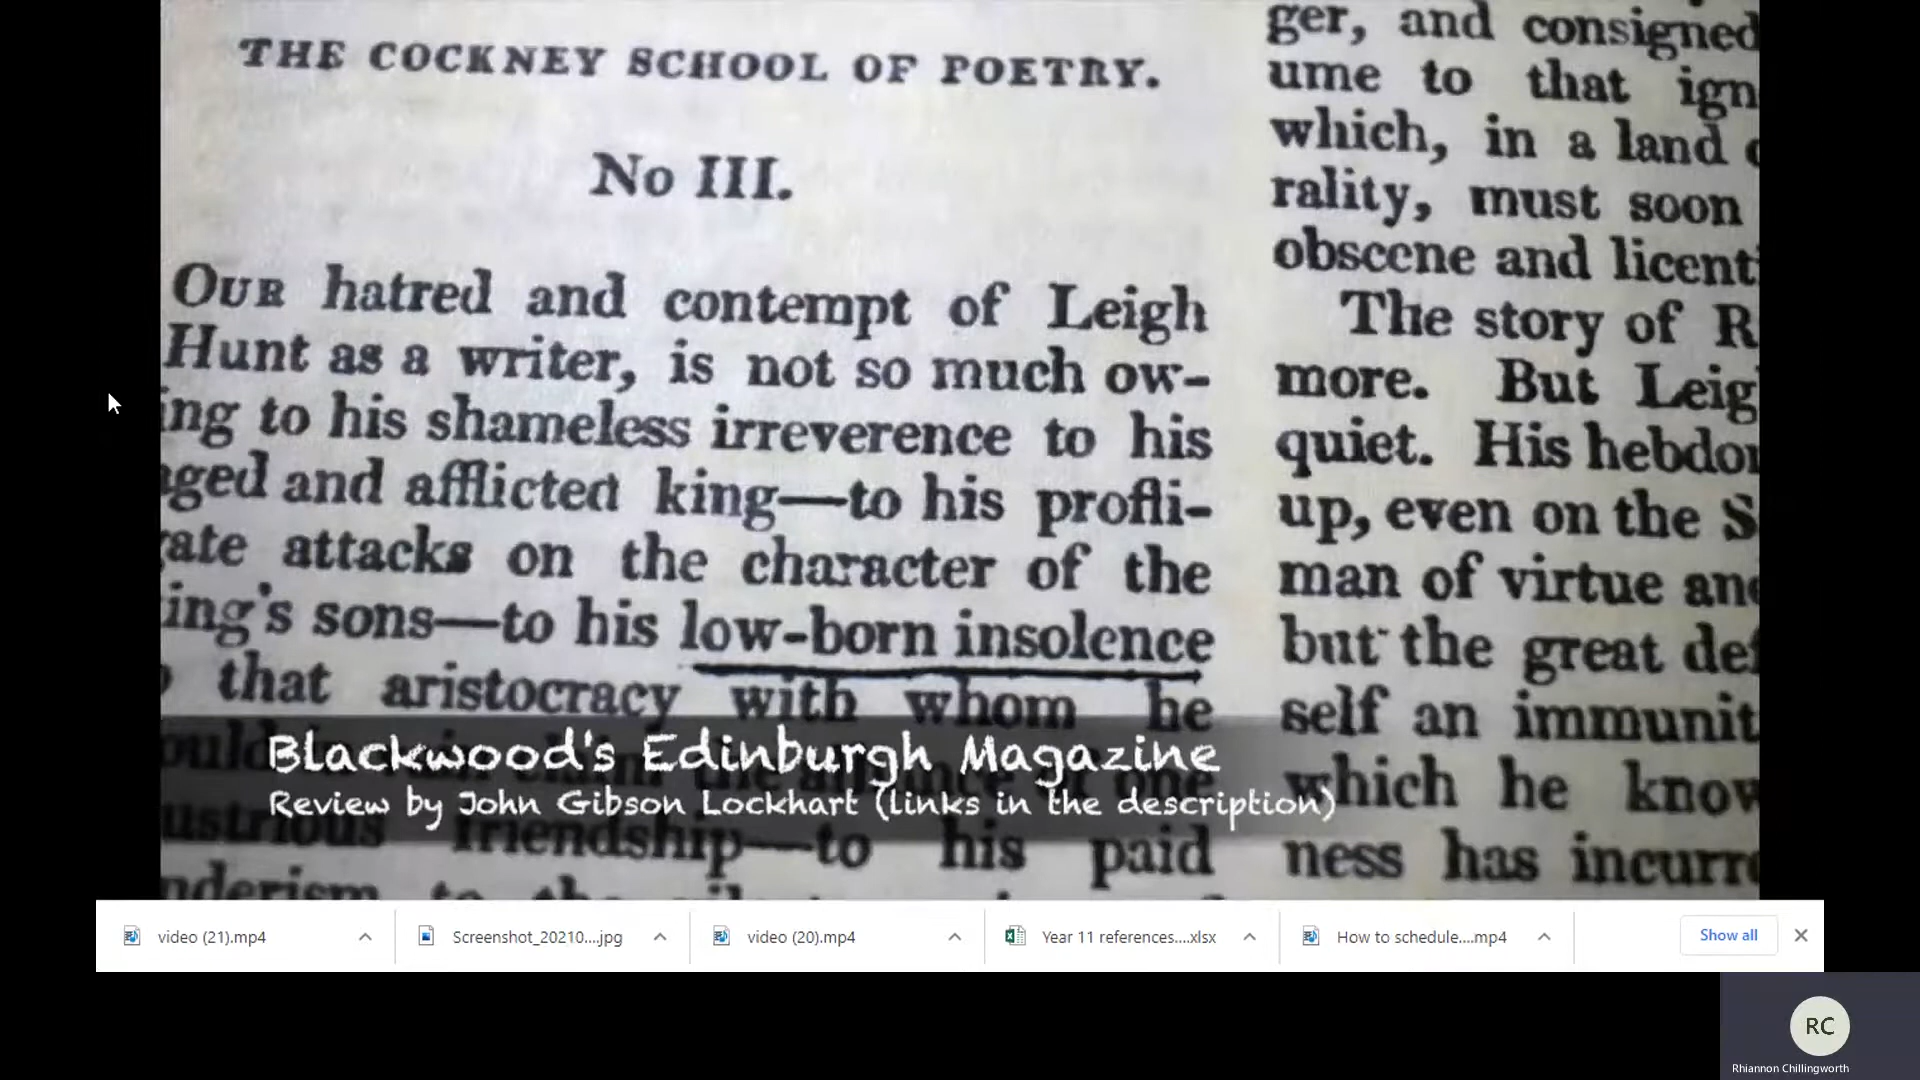 THE COCKNEY SCHOOL OF POETRY.
No III.
OUR hatred and contempt of Leigh
Hunt as a writer, is not so much ow-
ing to his shameless irreverence to his
aged and afflicted king—to his profli-
gate attacks on the character of the
king's sons—to his low-born insolence
that aristocracy with whom he
friendship—to his paid
ger, and consigned
ume to that ign
which, in a land
rality, must soon
obscene and licenti
The story of R
more. But Leig
quiet. His hebdo
up, even on the S
man of virtue and
but the great def
self an immunit
which he know
ness has incurre
Blackwood's Edinburgh Magazine
Review by John Gibson Lockhart (links in the description)
video (21).mp4
Screenshot_20210....jpg
video (20).mp4
Year 11 references....xlsx
How to schedule....mp4
Show all
RC
Rhiannon Chillingworth